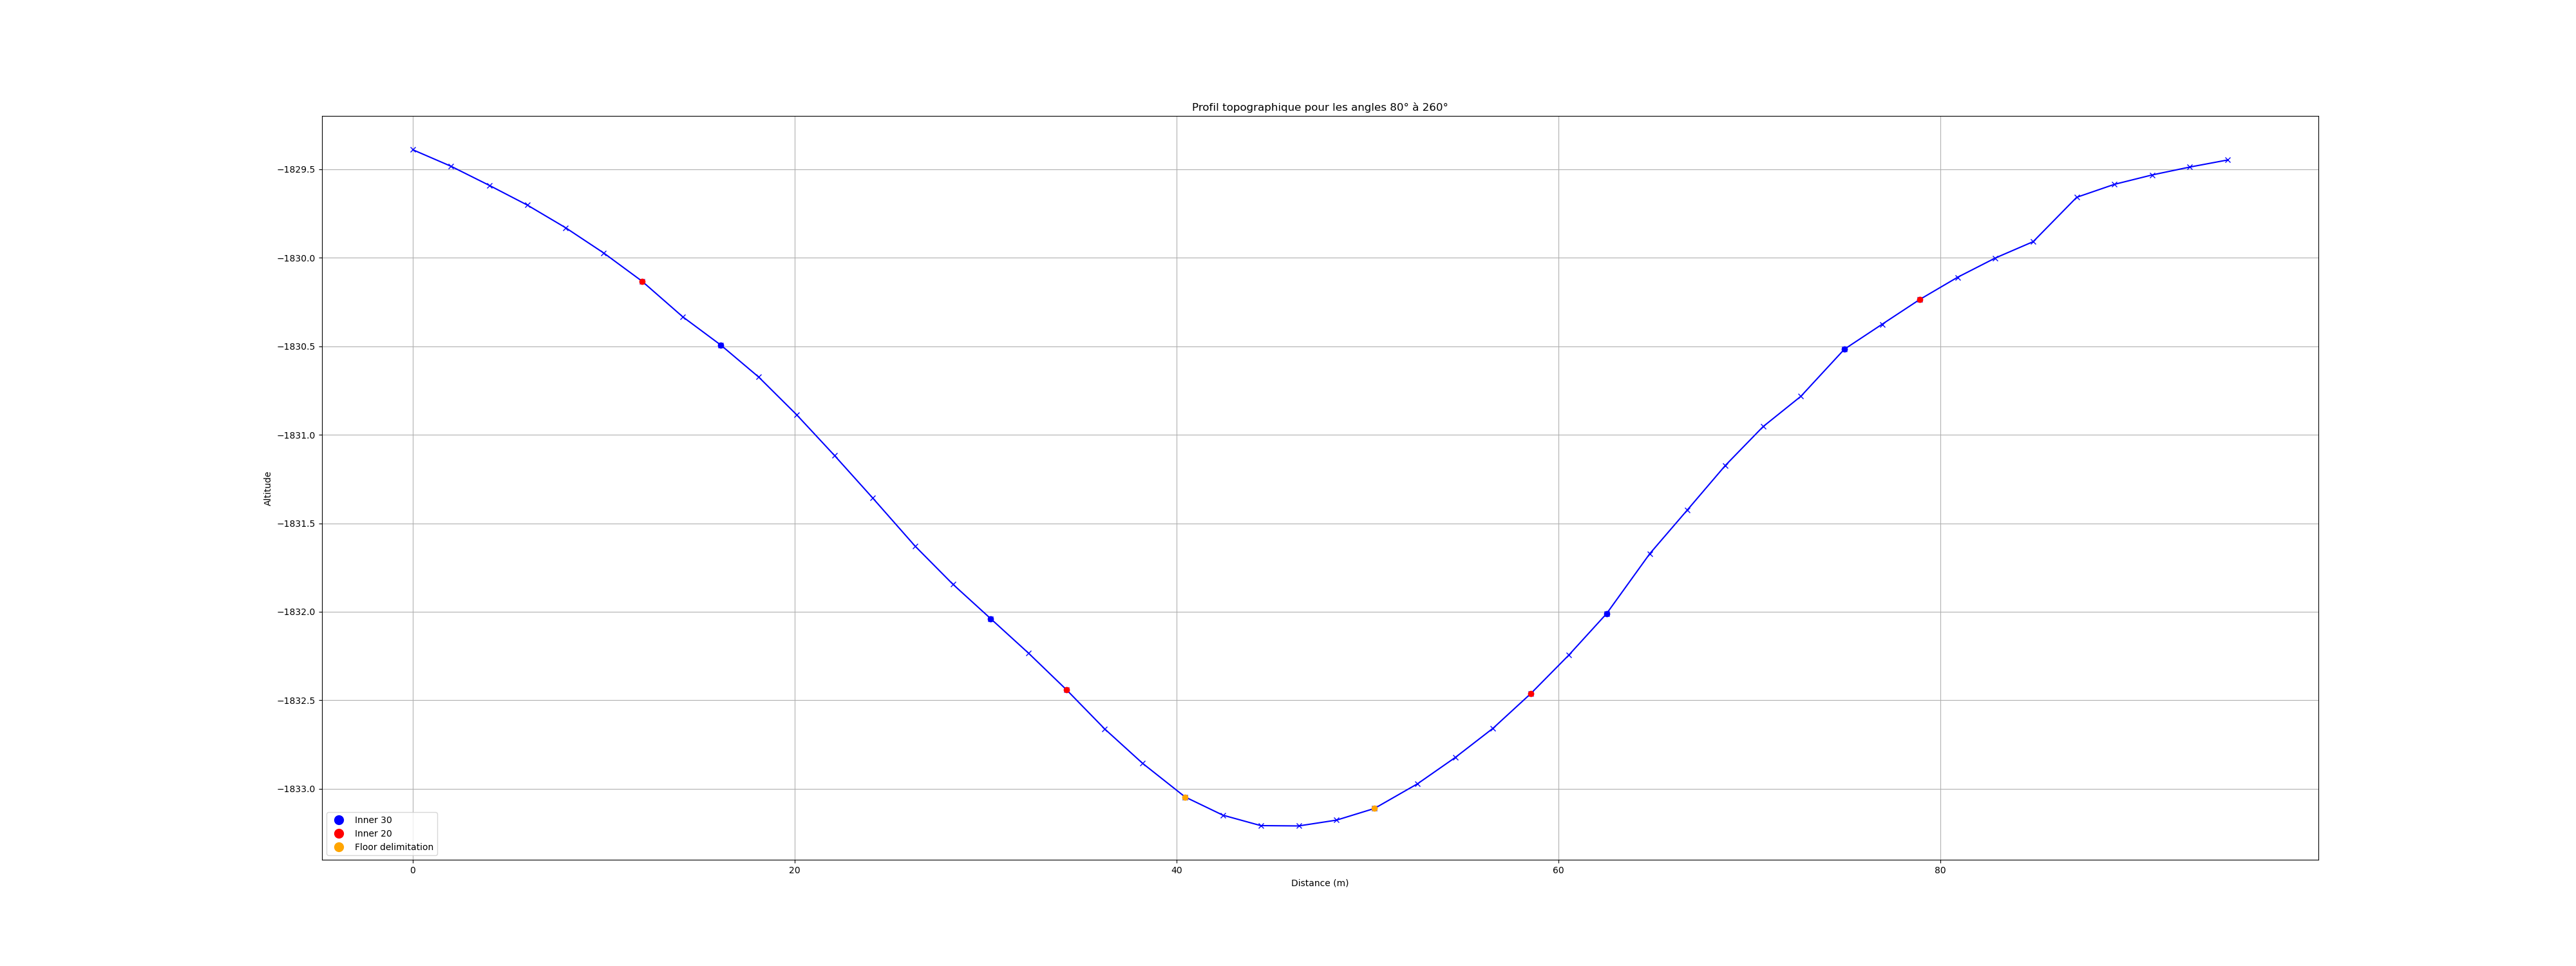 Profil topographique pour les angles 80° à 260°
Altitude
−1829.5
−1830.0
−1830.5
−1831.0
−1831.5
−1832.0
−1832.5
−1833.0
Inner 30
Inner 20
Floor delimitation
0 20 40 60 80
Distance (m)